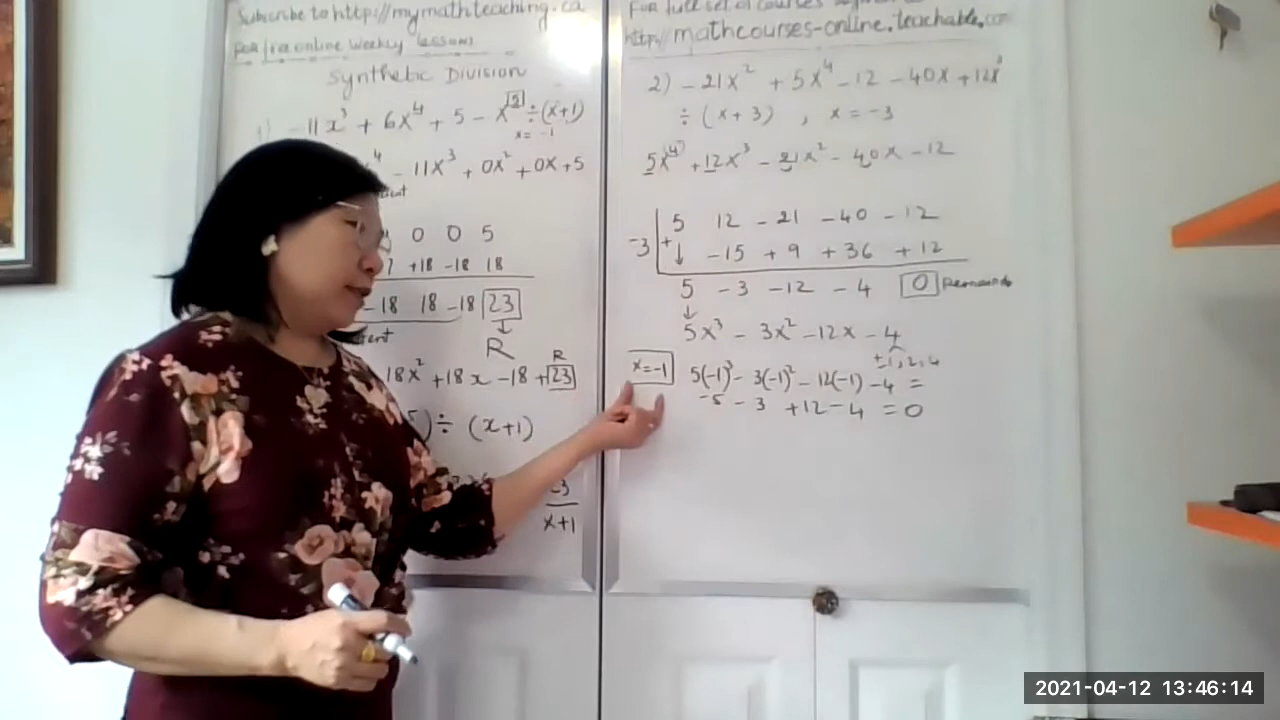 Subscribe to http://mymathteaching.ca
For free online weekly lessons
Synthetic Division
1) -11x³ + 6x⁴ + 5 - x⁵ ÷ (x+1)
x = -1
⁴ - 11x³ + 0x² + 0x + 5
0 0 5
+18 -18 18
-18 18 -18 23
R
R
18x² + 18x - 18 + 23
) ÷ (x+1)
23
x+1
For full set of courses
http://mathcourses-online.teachable.com
2) - 21x² + 5x⁴ - 12 - 40x + 12x³
÷ (x + 3) , x = -3
5x⁴ + 12x³ - 21x² - 40x - 12
5 12 - 21 - 40 - 12
-3 + ↓ - 15 + 9 + 36 + 12
5 - 3 - 12 - 4 0 Remainder
↓
5x³ - 3x² - 12x - 4
±1, 2, 4
x = -1 5(-1)³ - 3(-1)² - 12(-1) - 4 =
-5 - 3 + 12 - 4 = 0
2021-04-12 13:46:14